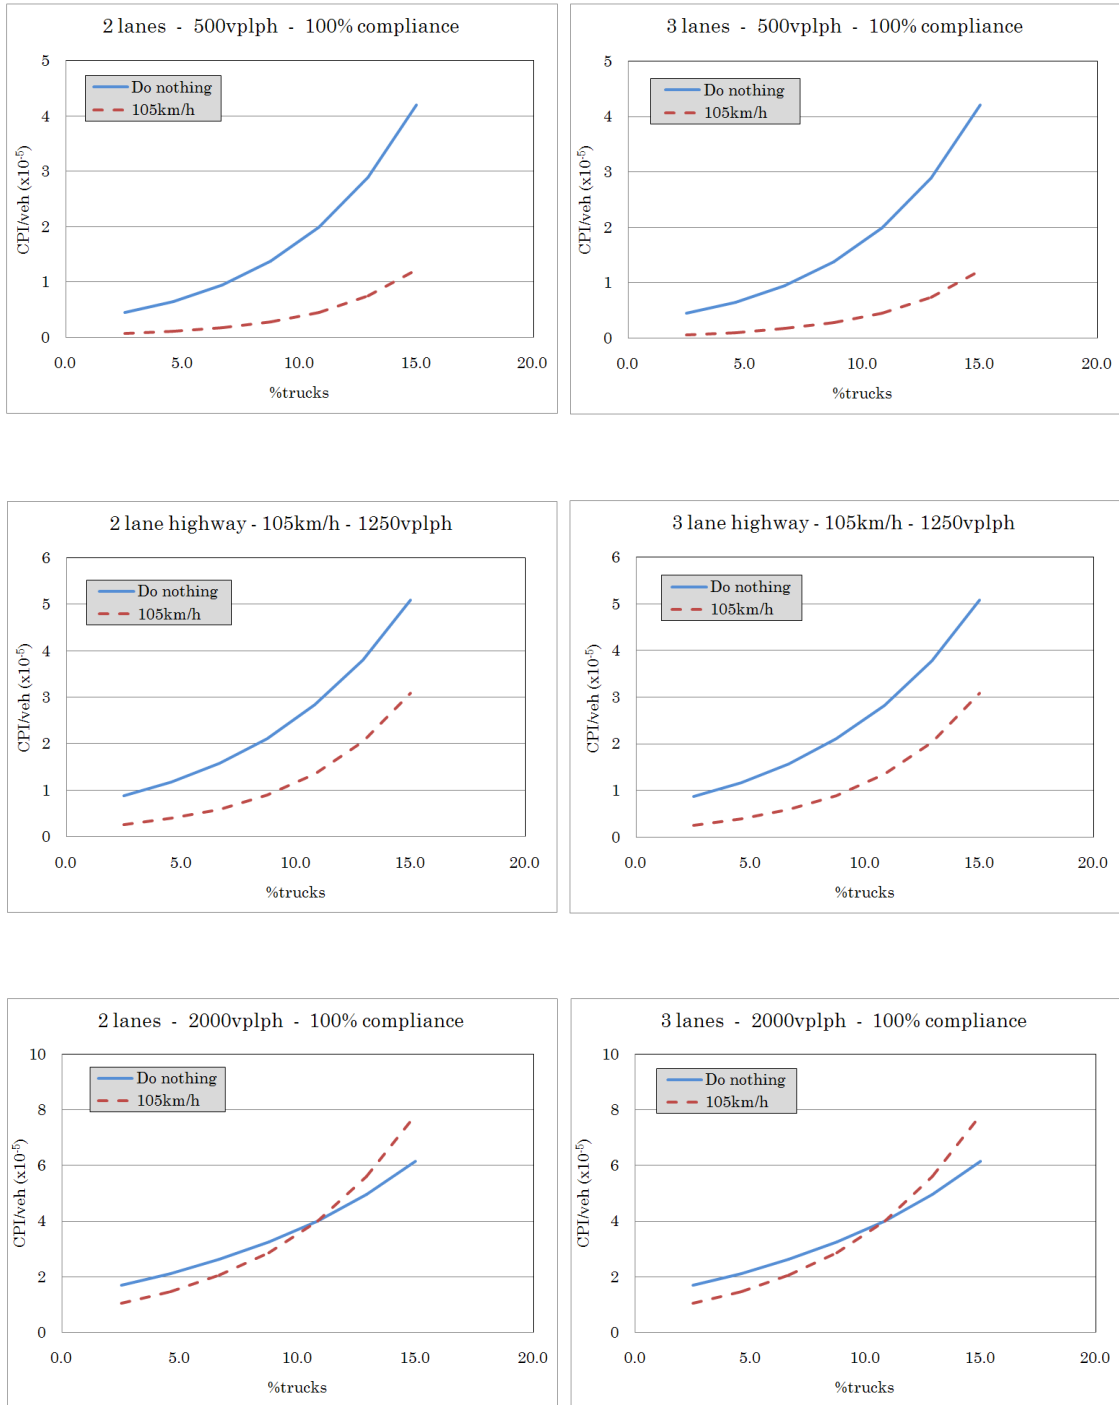 2 lanes - 500vplph - 100% compliance
5
4
3
2
1
0
CPI/veh (x10⁻⁵)
Do nothing
105km/h
0.0 5.0 10.0 15.0 20.0
%trucks
3 lanes - 500vplph - 100% compliance
5
4
3
2
1
0
CPI/veh (x10⁻⁵)
Do nothing
105km/h
0.0 5.0 10.0 15.0 20.0
%trucks
2 lane highway - 105km/h - 1250vplph
6
5
4
3
2
1
0
CPI/veh (x10⁻⁵)
Do nothing
105km/h
0.0 5.0 10.0 15.0 20.0
%trucks
3 lane highway - 105km/h - 1250vplph
6
5
4
3
2
1
0
CPI/veh (x10⁻⁵)
Do nothing
105km/h
0.0 5.0 10.0 15.0 20.0
%trucks
2 lanes - 2000vplph - 100% compliance
10
8
6
4
2
0
CPI/veh (x10⁻⁵)
Do nothing
105km/h
0.0 5.0 10.0 15.0 20.0
%trucks
3 lanes - 2000vplph - 100% compliance
10
8
6
4
2
0
CPI/veh (x10⁻⁵)
Do nothing
105km/h
0.0 5.0 10.0 15.0 20.0
%trucks